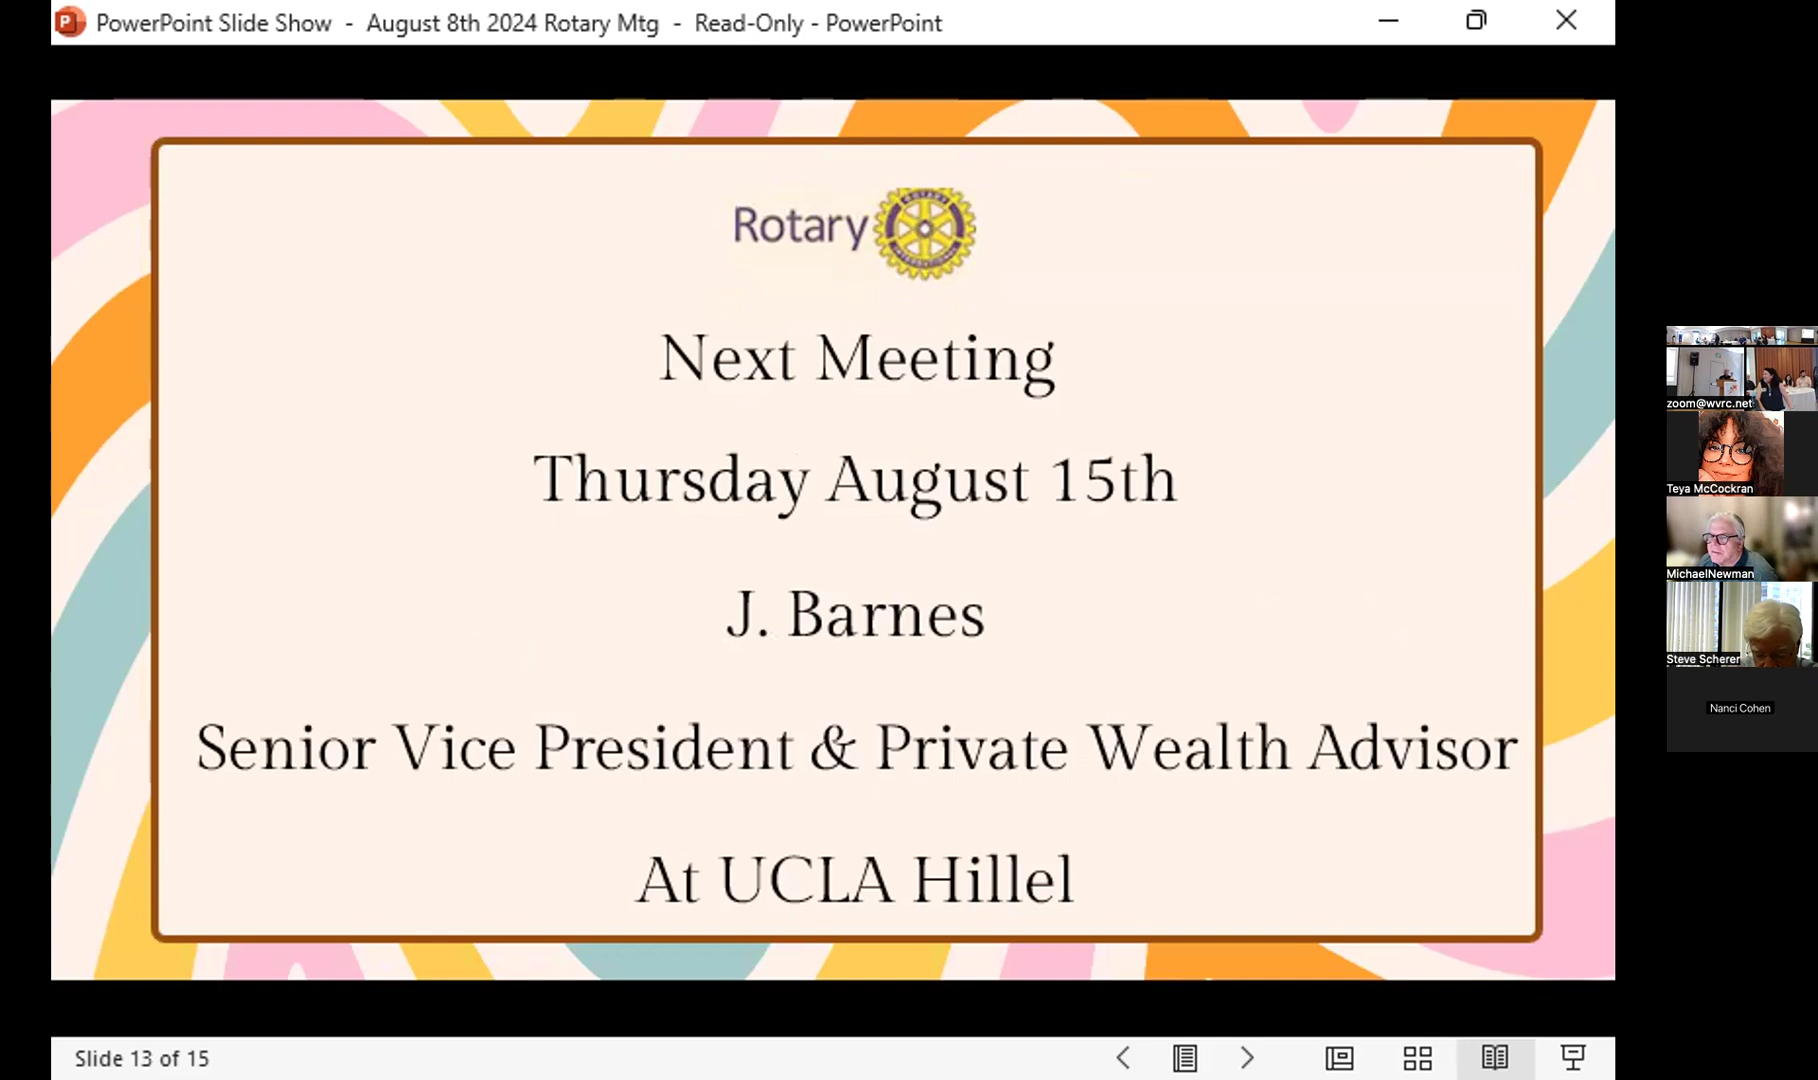 PowerPoint Slide Show - August 8th 2024 Rotary Mtg - Read-Only - PowerPoint
Rotary
ROTARY
INTERNATIONAL
Next Meeting
Thursday August 15th
J. Barnes
Senior Vice President & Private Wealth Advisor
At UCLA Hillel
zoom@wvrc.net
Teya McCockran
MichaelNewman
Steve Scherer
Nanci Cohen
Slide 13 of 15